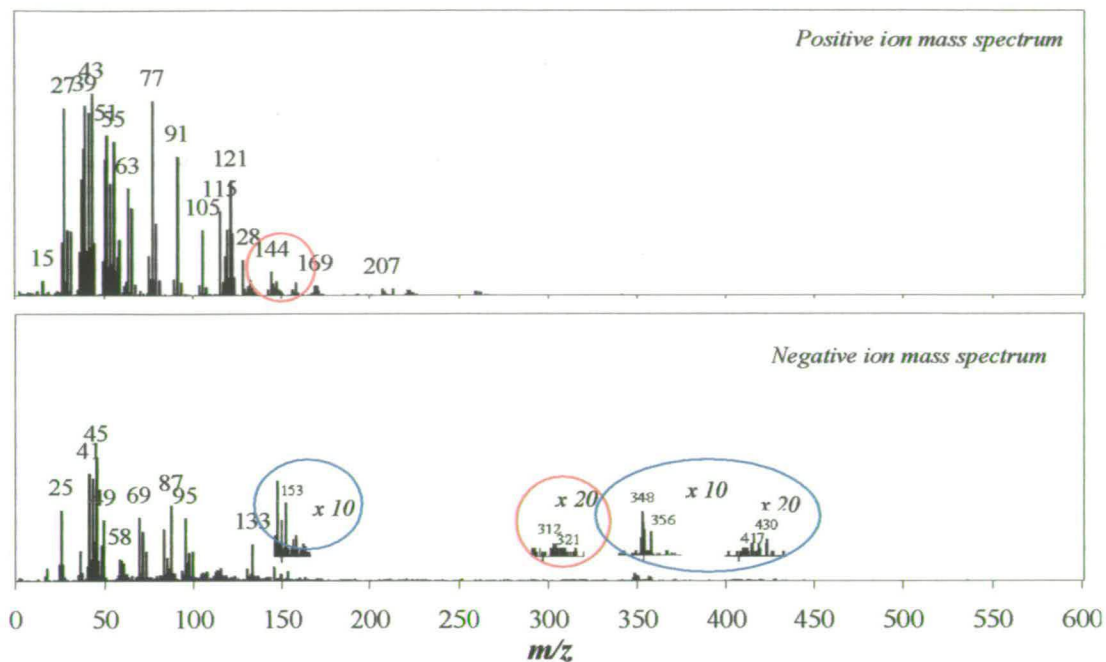 Positive ion mass spectrum
43
27 39 77
51
55
63 91
121
115
105
28
144
15 169 207
Negative ion mass spectrum
45
41
25 49 69 87 95
58 133
153 x 10
x 20
312
321
348 x 10 x 20
356 430
417
0 50 100 150 200 250 300 350 400 450 500 550 600
m/z